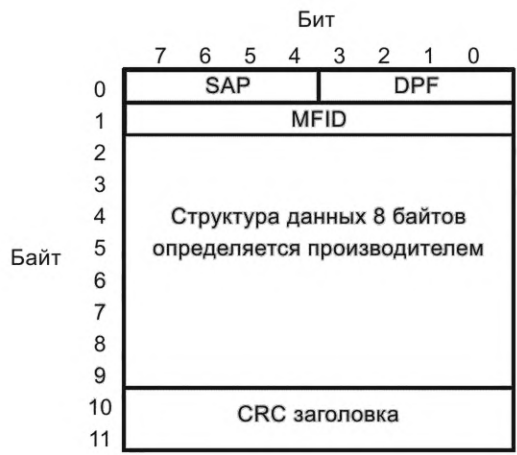 Бит
7 6 5 4 3 2 1 0
0 SAP DPF
1 MFID
2
3
4 Структура данных 8 байтов
Байт 5 определяется производителем
6
7
8
9
10 CRC заголовка
11